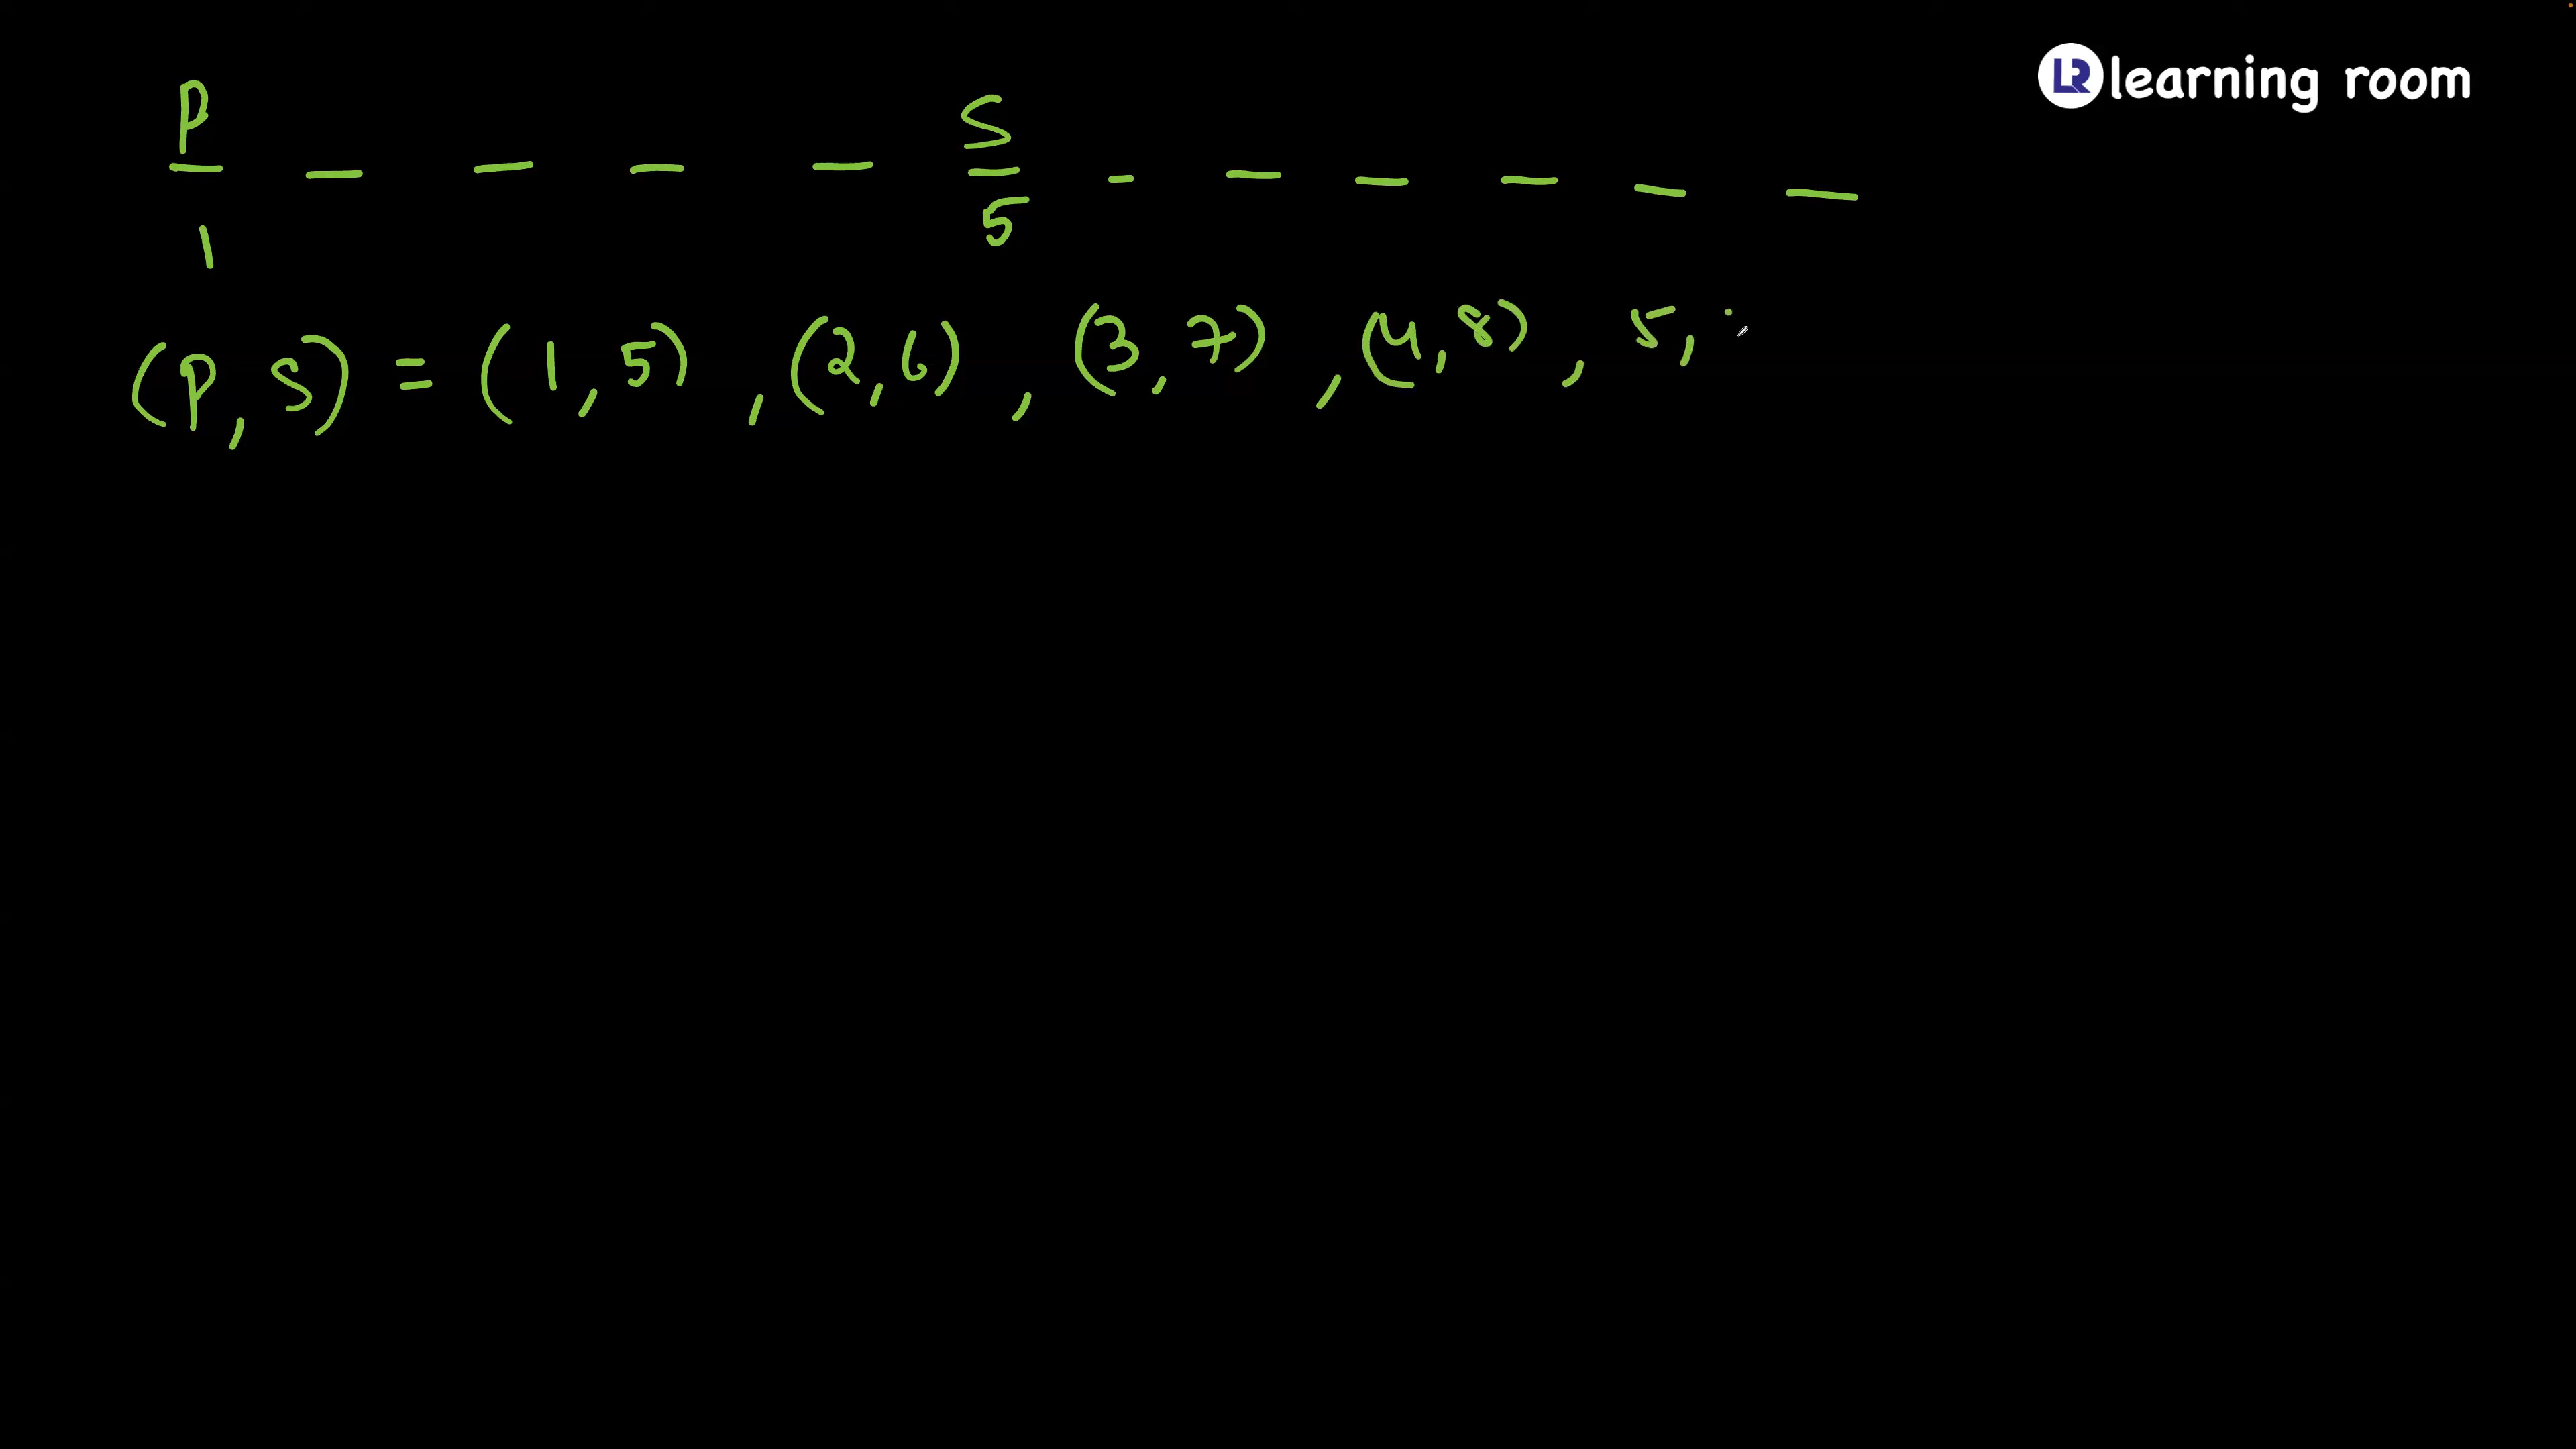 learning room
P _ _ _ _ S _ _ _ _ _ _
1 5
(P, S) = (1, 5) , (2, 6) , (3, 7) , (4, 8) , 5,